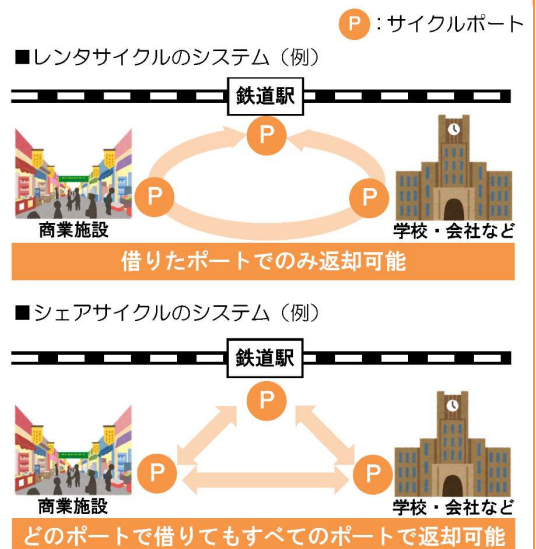 P：サイクルポート
■レンタサイクルのシステム（例）
鉄道駅
P
P
P
商業施設
学校・会社など
借りたポートでのみ返却可能
■シェアサイクルのシステム（例）
鉄道駅
P
P
P
商業施設
学校・会社など
どのポートで借りてもすべてのポートで返却可能